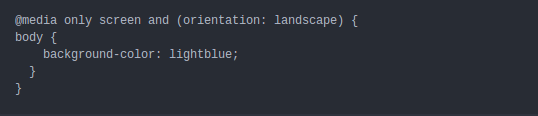 @media only screen and (orientation: landscape) {
body {
    background-color: lightblue;
  }
}